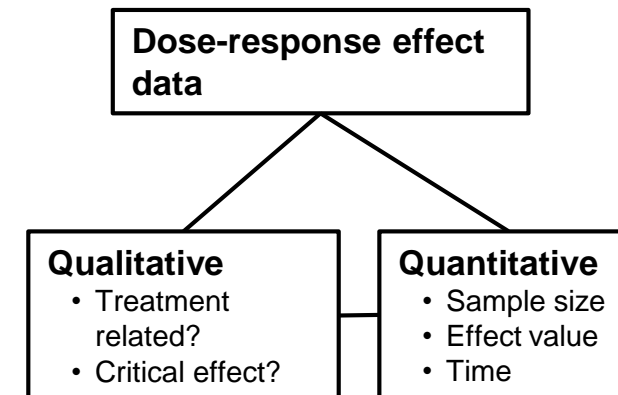 Dose-response effect
data
Qualitative
• Treatment
related?
• Critical effect?
Quantitative
• Sample size
• Effect value
• Time